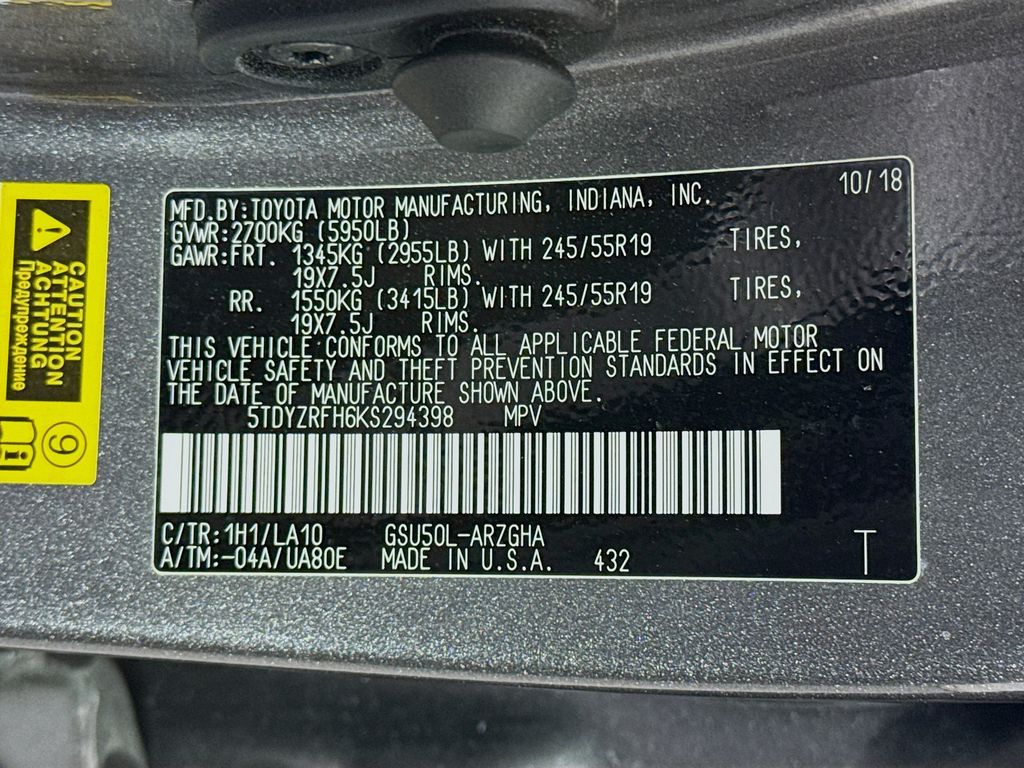 MFD.BY:TOYOTA MOTOR MANUFACTURING, INDIANA, INC. 10/18
GVWR:2700KG (5950LB)
GAWR:FRT. 1345KG (2955LB) WITH 245/55R19 TIRES,
19X7.5J RIMS.
RR. 1550KG (3415LB) WITH 245/55R19 TIRES,
19X7.5J RIMS.
THIS VEHICLE CONFORMS TO ALL APPLICABLE FEDERAL MOTOR
VEHICLE SAFETY AND THEFT PREVENTION STANDARDS IN EFFECT ON
THE DATE OF MANUFACTURE SHOWN ABOVE.
5TDYZRFH6KS294398 MPV
C/TR:1H1/LA10 GSU50L-ARZGHA
A/TM:-04A/UA80E MADE IN U.S.A. 432 T
CAUTION
ATTENTION
ACHTUNG
Предупреждение
9
i